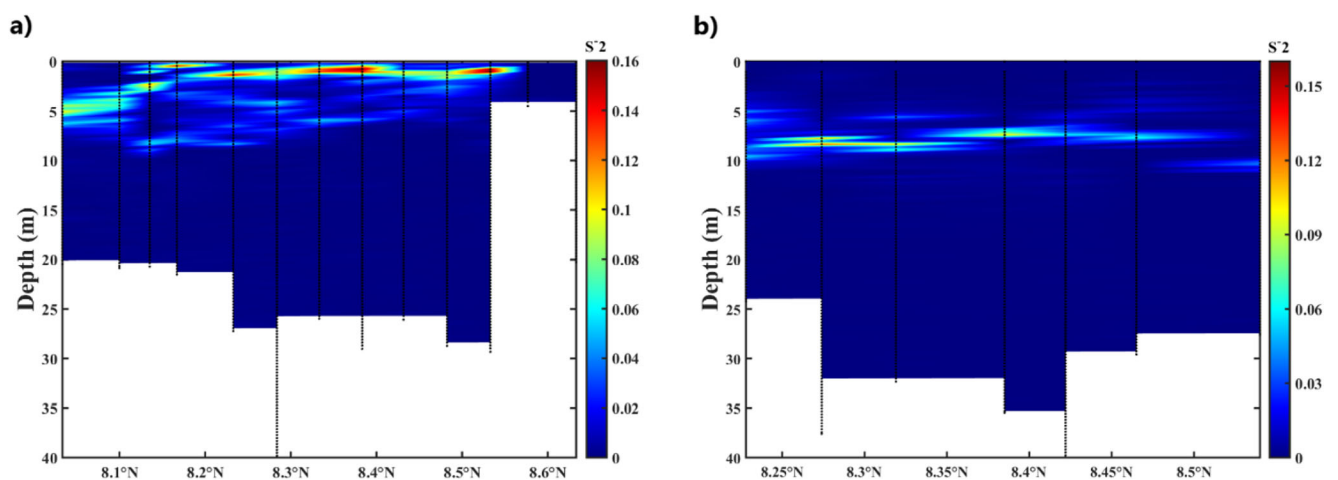 a)
S^-2
0
5
10
15
20
25
30
35
40
Depth (m)
8.1°N
8.2°N
8.3°N
8.4°N
8.5°N
8.6°N
0.16
0.14
0.12
0.1
0.08
0.06
0.04
0.02
0
b)
S^-2
0
5
10
15
20
25
30
35
40
Depth (m)
8.25°N
8.3°N
8.35°N
8.4°N
8.45°N
8.5°N
0.15
0.12
0.09
0.06
0.03
0